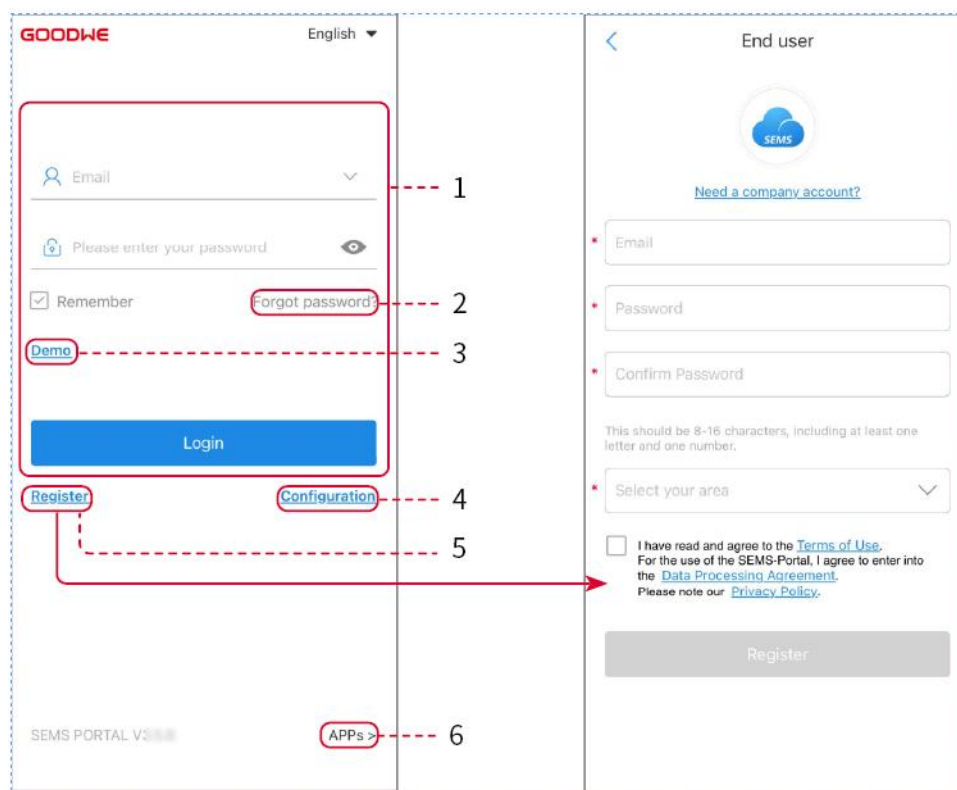 GOODWE
English
Email
1
Please enter your password
Remember
Forgot password?
2
Demo
3
Login
Register
Configuration
4
5
SEMS PORTAL
APPs >
6
End user
SEMS
Need a company account?
* Email
* Password
* Confirm Password
This should be 8-16 characters, including at least one
letter and one number.
* Select your area
I have read and agree to the Terms of Use.
For the use of the SEMS-Portal, I agree to enter into
the Data Processing Agreement.
Please note our Privacy Policy.
Register